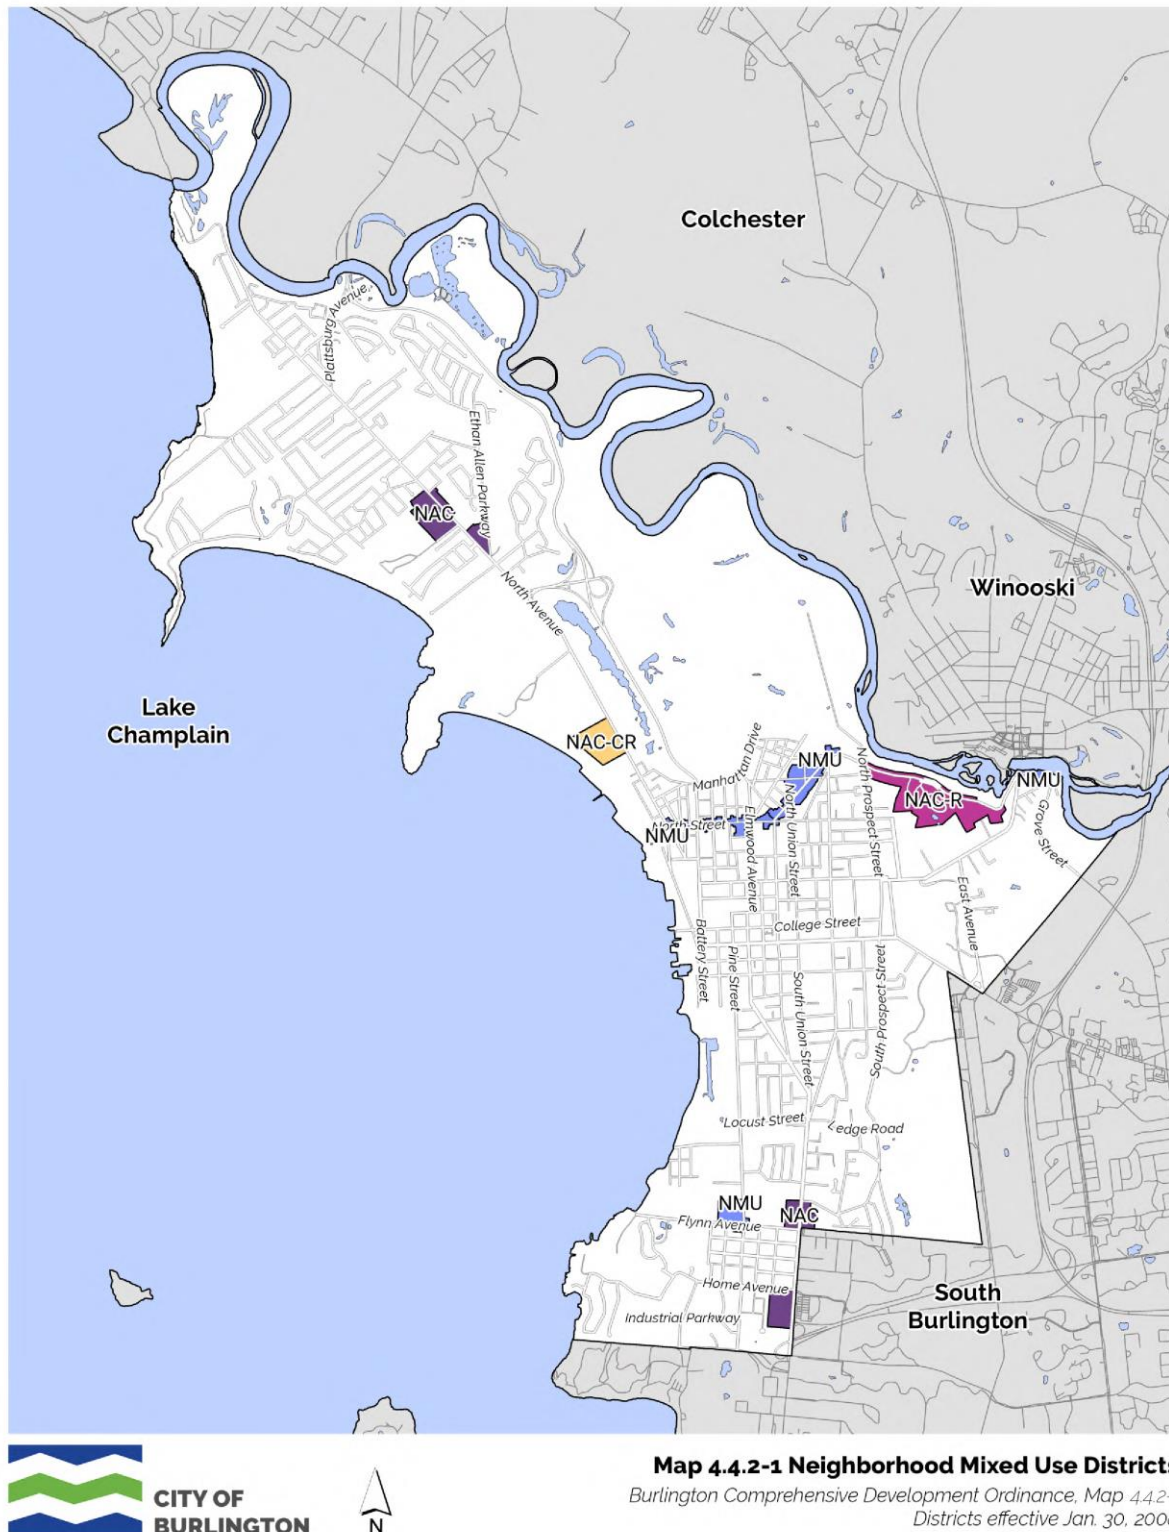 Colchester
Plattsburg Avenue
Ethan Allen Parkway
NAC
North Avenue
Winooski
Lake
Champlain
NAC-CR
Manhattan Drive
NMU
North Prospect Street
NMU
NAC-R
North Street
NMU
Elmwood Avenue
North Union Street
Grove Street
East Avenue
College Street
Battery Street
Pine Street
South Union Street
South Prospect Street
Locust Street
Ledge Road
NMU
NAC
Flynn Avenue
Home Avenue
Industrial Parkway
South
Burlington
CITY OF
BURLINGTON
N
Map 4.4.2-1 Neighborhood Mixed Use Districts
Burlington Comprehensive Development Ordinance, Map 4.4.2-
Districts effective Jan. 30, 200